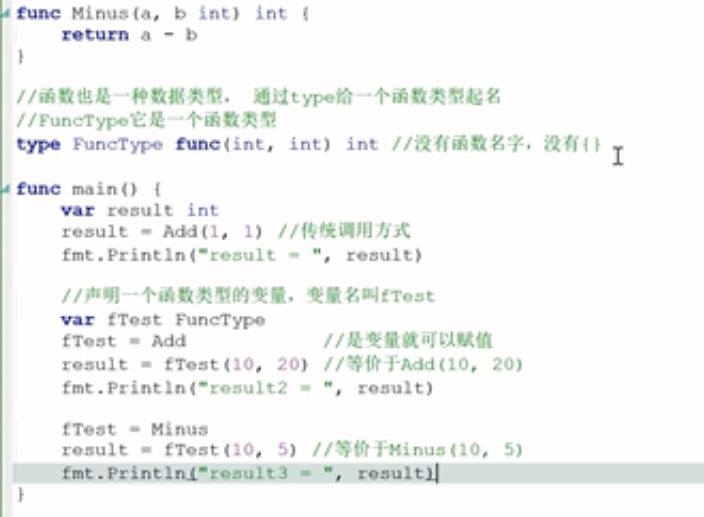 func Minus(a, b int) int {
    return a - b
}
//函数也是一种数据类型， 通过type给一个函数类型起名
//FuncType它是一个函数类型
type FuncType func(int, int) int //没有函数名字，没有{}
func main() {
    var result int
    result = Add(1, 1) //传统调用方式
    fmt.Println("result = ", result)
    //声明一个函数类型的变量，变量名叫fTest
    var fTest FuncType
    fTest = Add            //是变量就可以赋值
    result = fTest(10, 20) //等价于Add(10, 20)
    fmt.Println("result2 = ", result)
    fTest = Minus
    result = fTest(10, 5) //等价于Minus(10, 5)
    fmt.Println("result3 = ", result)
}